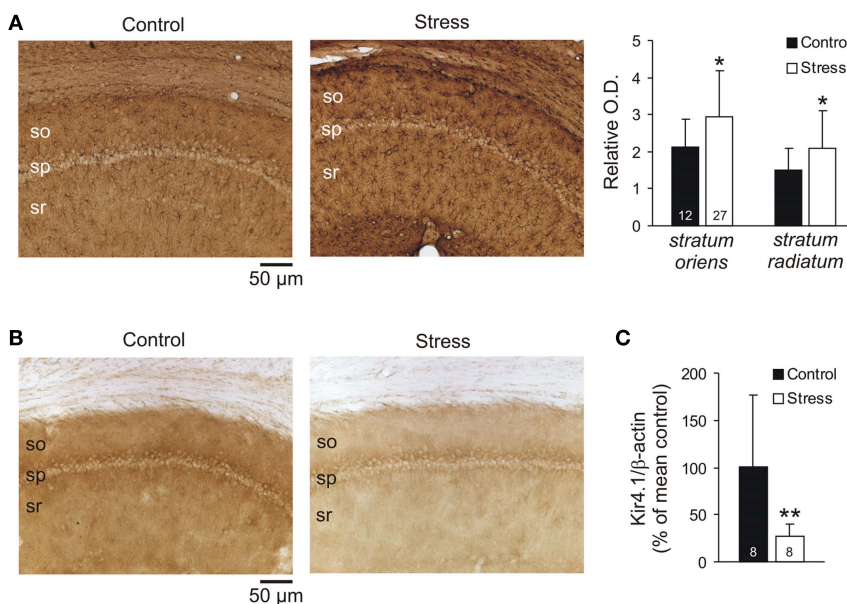 A
Control
Stress
so
sp
sr
so
sp
sr
50 µm
Relative O.D.
5
4
3
2
1
0
Control
Stress
*
*
12
27
stratum
oriens
stratum
radiatum
B
Control
Stress
so
sp
sr
so
sp
sr
50 µm
C
Kir4.1/β-actin
(% of mean control)
200
150
100
50
0
Control
Stress
**
8
8